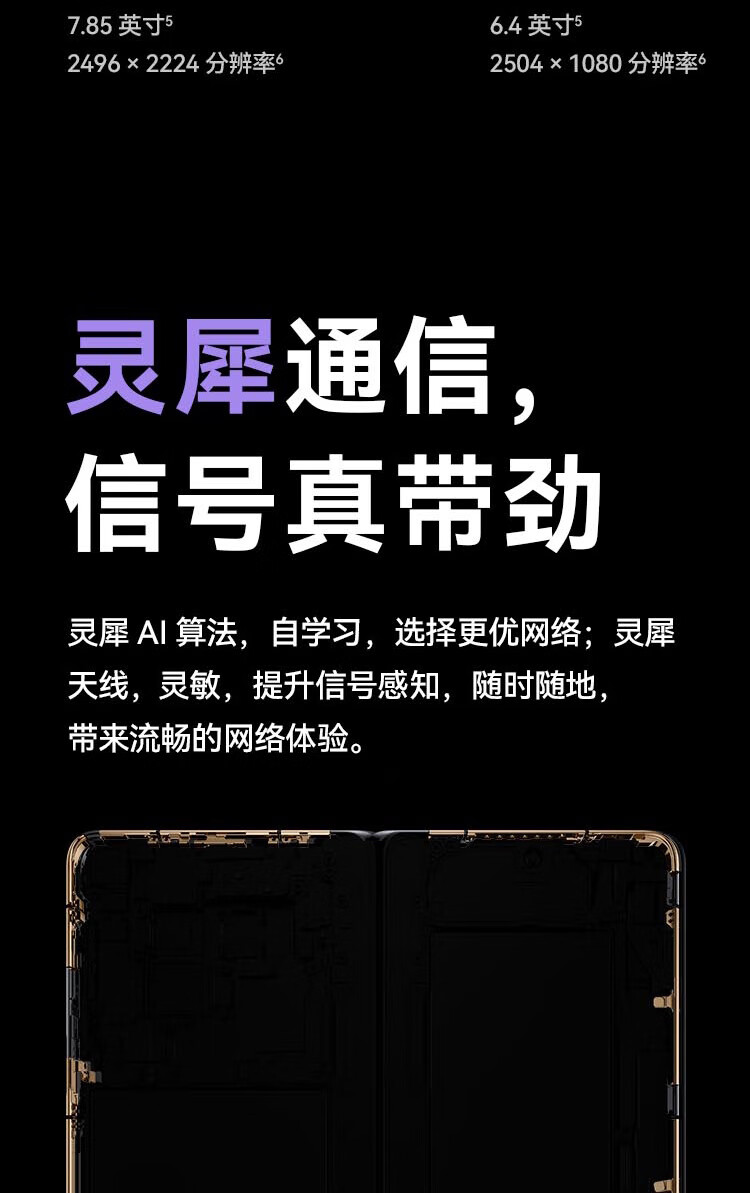 7.85 英寸⁵
6.4 英寸⁵
2496 × 2224 分辨率⁶
2504 × 1080 分辨率⁶
灵犀通信，
信号真带劲
灵犀 AI 算法，自学习，选择更优网络；灵犀
天线，灵敏，提升信号感知，随时随地，
带来流畅的网络体验。